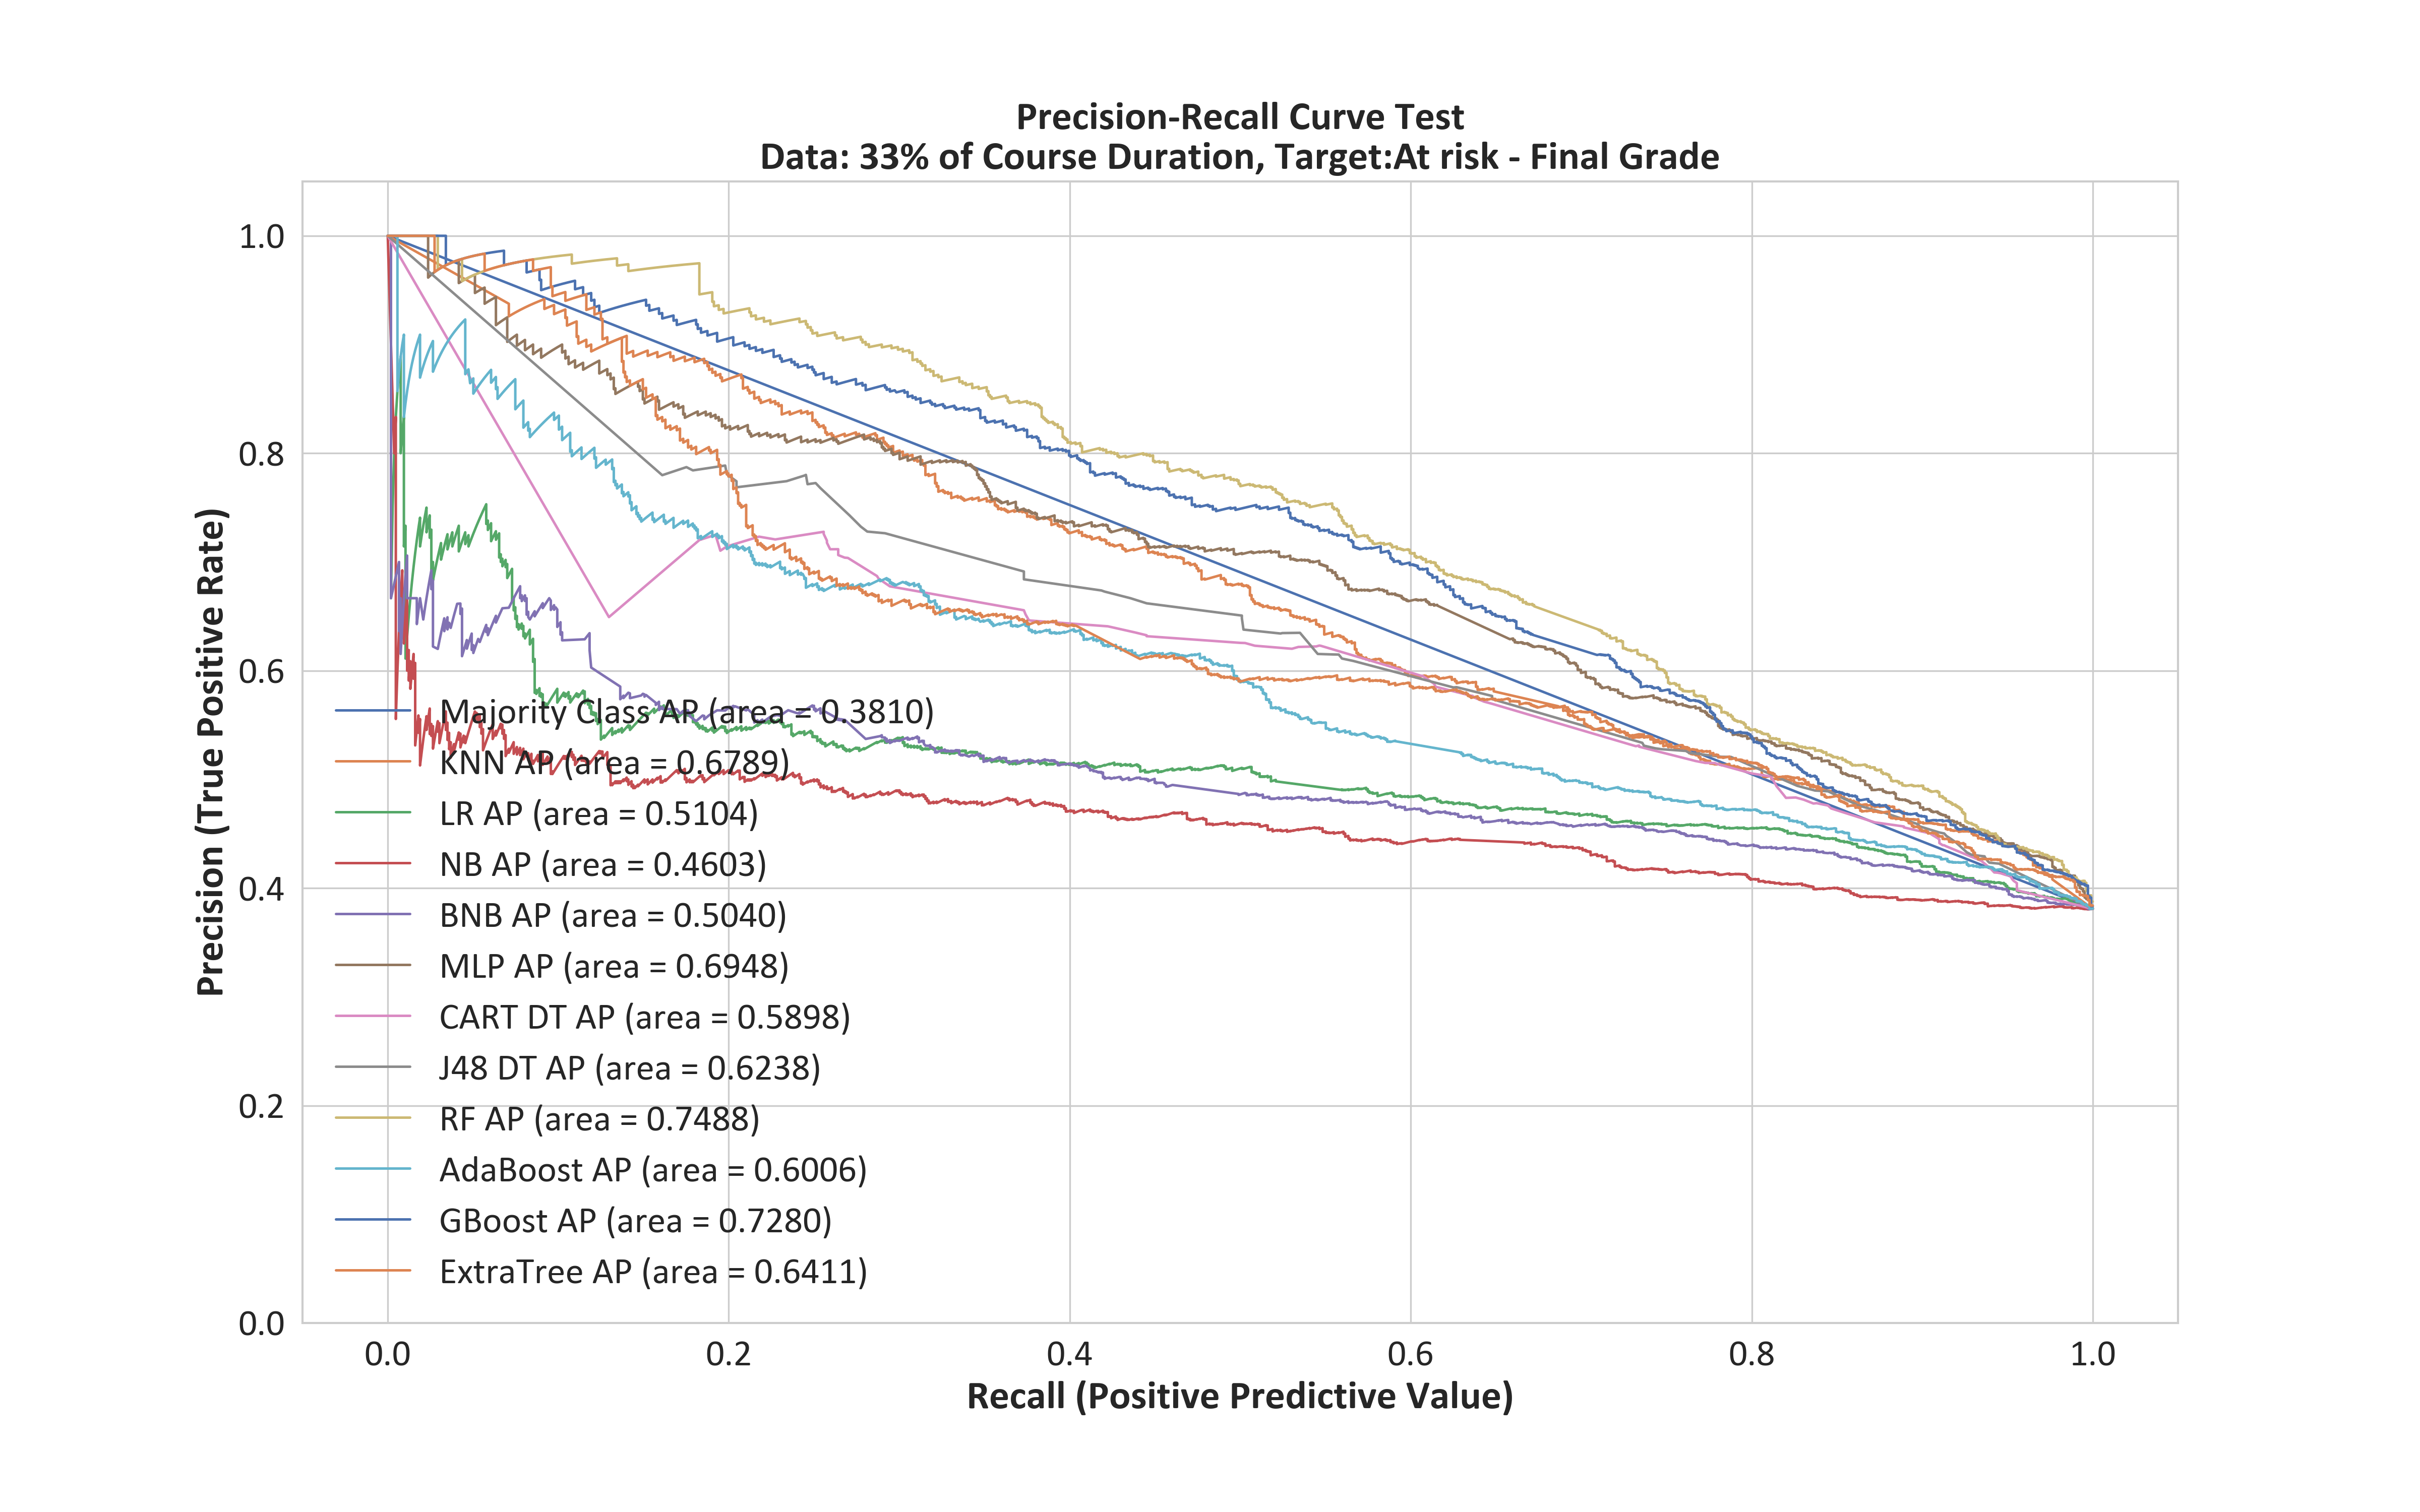 Precision-Recall Curve Test
Data: 33% of Course Duration, Target:At risk - Final Grade
Precision (True Positive Rate)
1.0
0.8
0.6
0.4
0.2
0.0
Majority Class AP (area = 0.3810)
KNN AP (area = 0.6789)
LR AP (area = 0.5104)
NB AP (area = 0.4603)
BNB AP (area = 0.5040)
MLP AP (area = 0.6948)
CART DT AP (area = 0.5898)
J48 DT AP (area = 0.6238)
RF AP (area = 0.7488)
AdaBoost AP (area = 0.6006)
GBoost AP (area = 0.7280)
ExtraTree AP (area = 0.6411)
0.0 0.2 0.4 0.6 0.8 1.0
Recall (Positive Predictive Value)